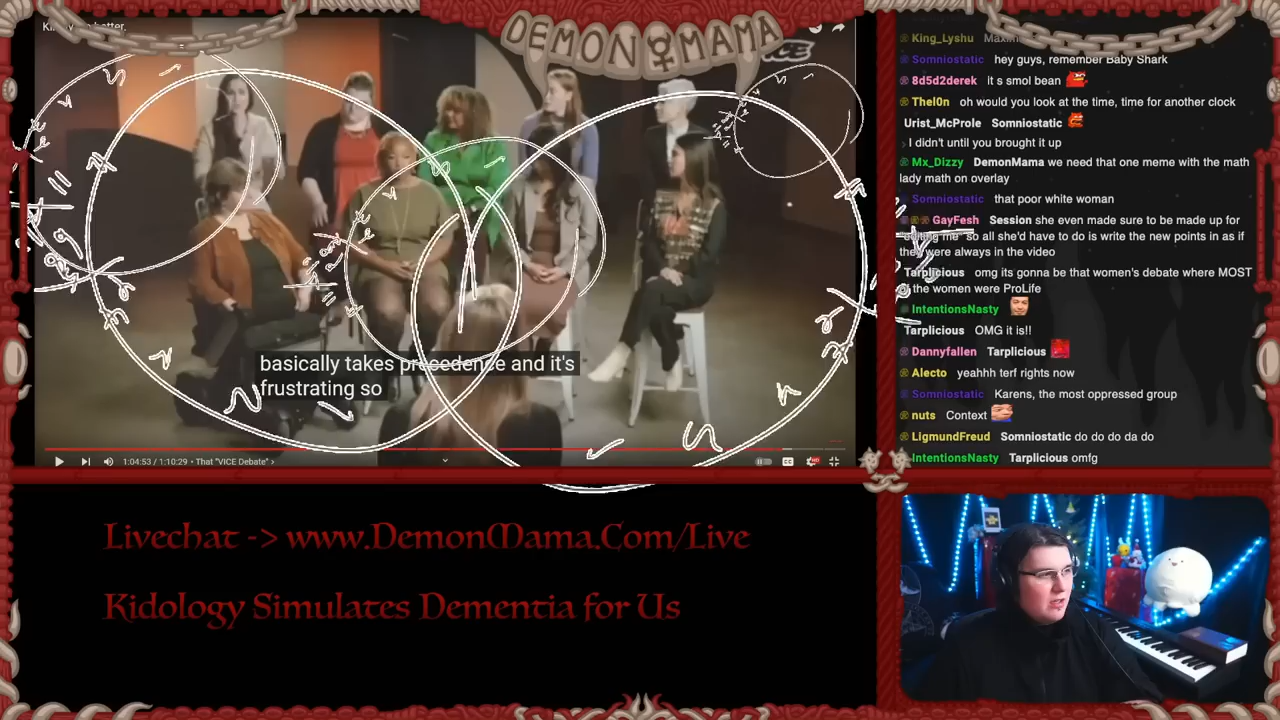 DEMON MAMA
basically takes precedence and it's
frustrating so
1:04:53 / 1:10:29 • That "VICE Debate" >
King_Lyshu
Somniostatic hey guys, remember Baby Shark
8d5d2derek it s smol bean
Thel0n oh would you look at the time, time for another clock
Urist_McProle Somniostatic
I didn't until you brought it up
Mx_Dizzy DemonMama we need that one meme with the math
lady math on overlay
Somniostatic that poor white woman
GayFesh Session she even made sure to be made up for
so all she'd have to do is write the new points in as if
they were always in the video
Tarplicious omg its gonna be that women's debate where MOST
of the women were ProLife
IntentionsNasty
Tarplicious OMG it is!!
Dannyfallen Tarplicious
Alecto yeahhh terf rights now
Somniostatic Karens, the most oppressed group
nuts Context
LigmundFreud Somniostatic do do do da do
IntentionsNasty Tarplicious omfg
Livechat -> www.DemonMama.Com/Live
Kidology Simulates Dementia for Us